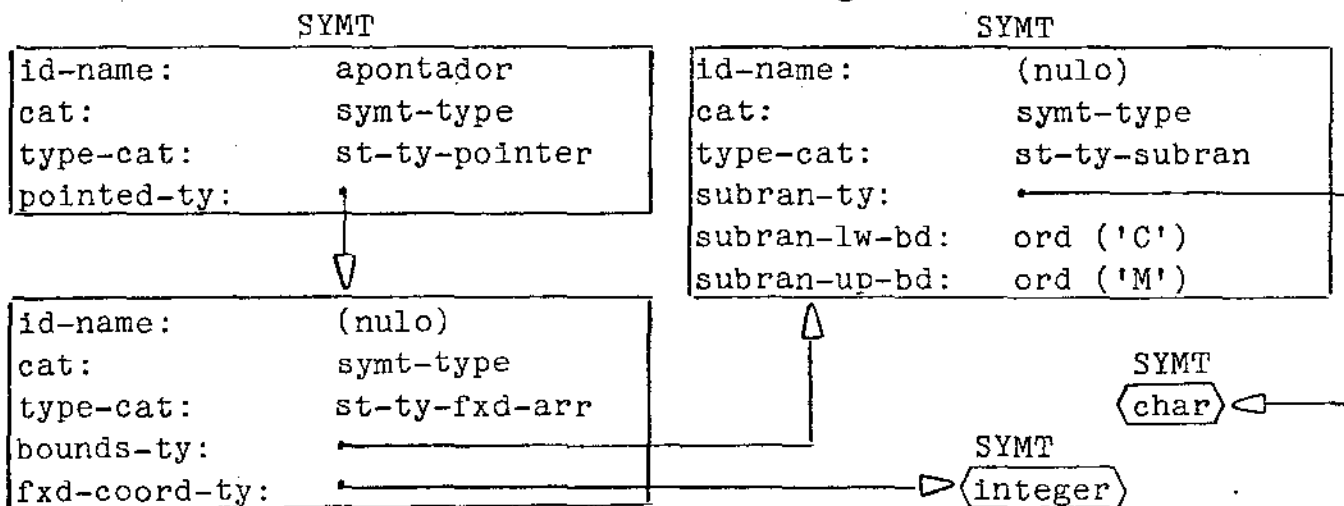 SYMT
id-name: apontador
cat: symt-type
type-cat: st-ty-pointer
pointed-ty:
SYMT
id-name: (nulo)
cat: symt-type
type-cat: st-ty-subran
subran-ty:
subran-lw-bd: ord ('C')
subran-up-bd: ord ('M')
id-name: (nulo)
cat: symt-type
type-cat: st-ty-fxd-arr
bounds-ty:
fxd-coord-ty:
SYMT
char
SYMT
integer